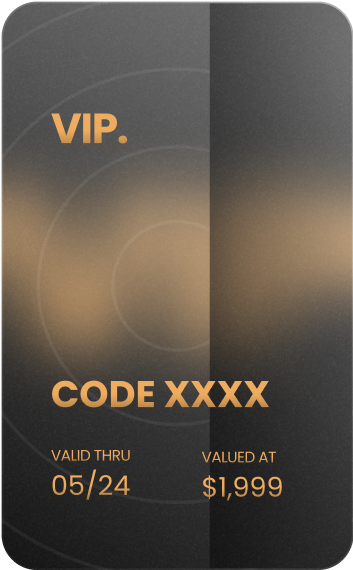 VIP.
CODE XXXX
VALID THRU VALUED AT
05/24 $1,999